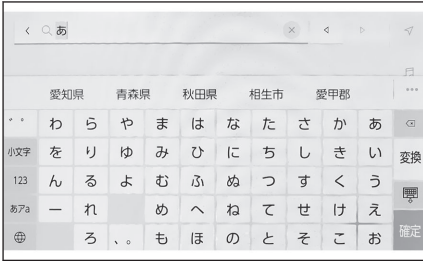 あ
愛知県 青森県 秋田県 相生市 愛甲郡
゛゜ わ ら や ま は な た さ か あ
小文字 を り ゆ み ひ に ち し き い 変換
123 ん る よ む ふ ぬ つ す く う
あアa ー れ め へ ね て せ け え
ろ 、。 も ほ の と そ こ お 確定